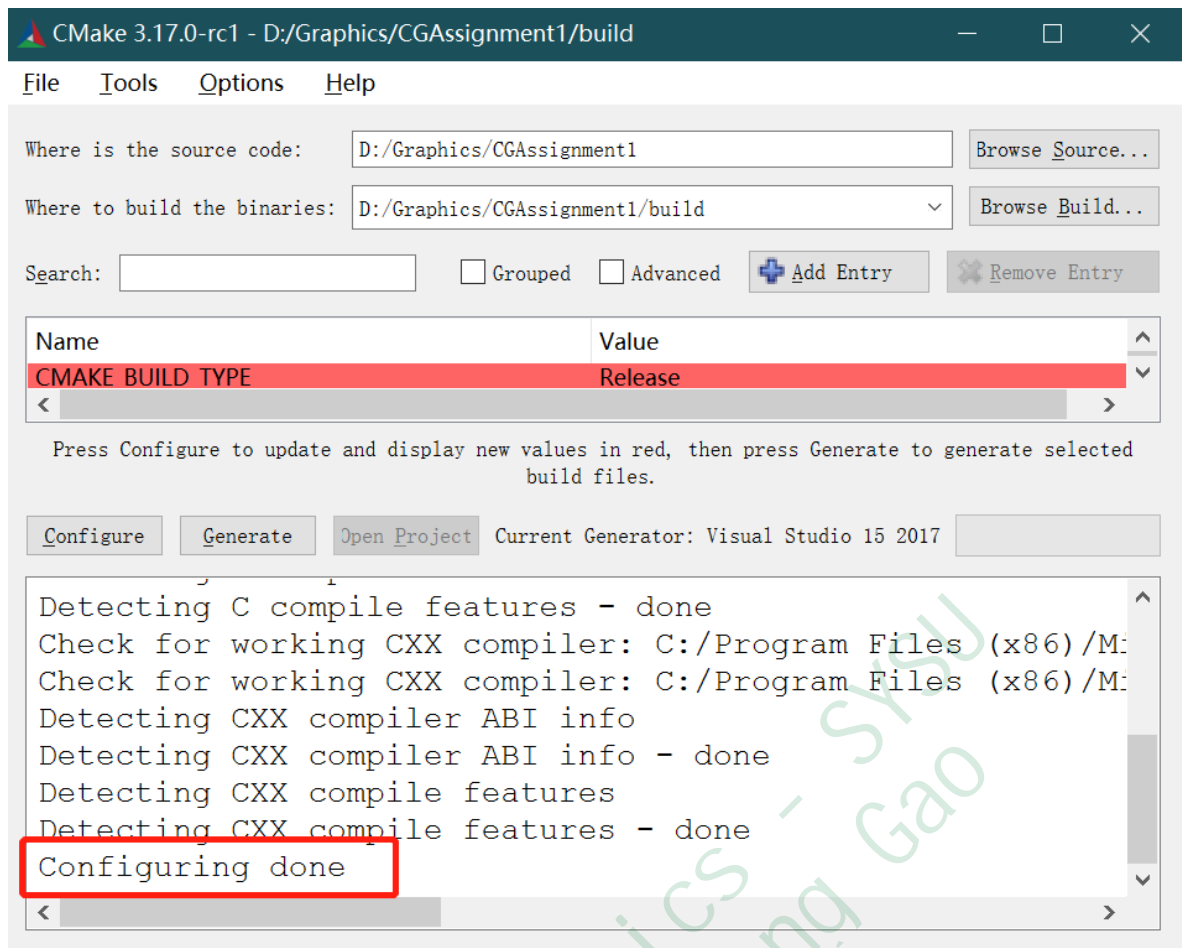 CMake 3.17.0-rc1 - D:/Graphics/CGAssignment1/build
File Tools Options Help
Where is the source code: D:/Graphics/CGAssignment1 Browse Source...
Where to build the binaries: D:/Graphics/CGAssignment1/build Browse Build...
Search: Grouped Advanced Add Entry Remove Entry
Name Value
CMAKE_BUILD_TYPE Release
Press Configure to update and display new values in red, then press Generate to generate selected
build files.
Configure Generate Open Project Current Generator: Visual Studio 15 2017
Detecting C compile features - done
Check for working CXX compiler: C:/Program Files (x86)/Mi
Check for working CXX compiler: C:/Program Files (x86)/Mi
Detecting CXX compiler ABI info
Detecting CXX compiler ABI info - done
Detecting CXX compile features
Detecting CXX compile features - done
Configuring done
ics - SYSU
ng Gao